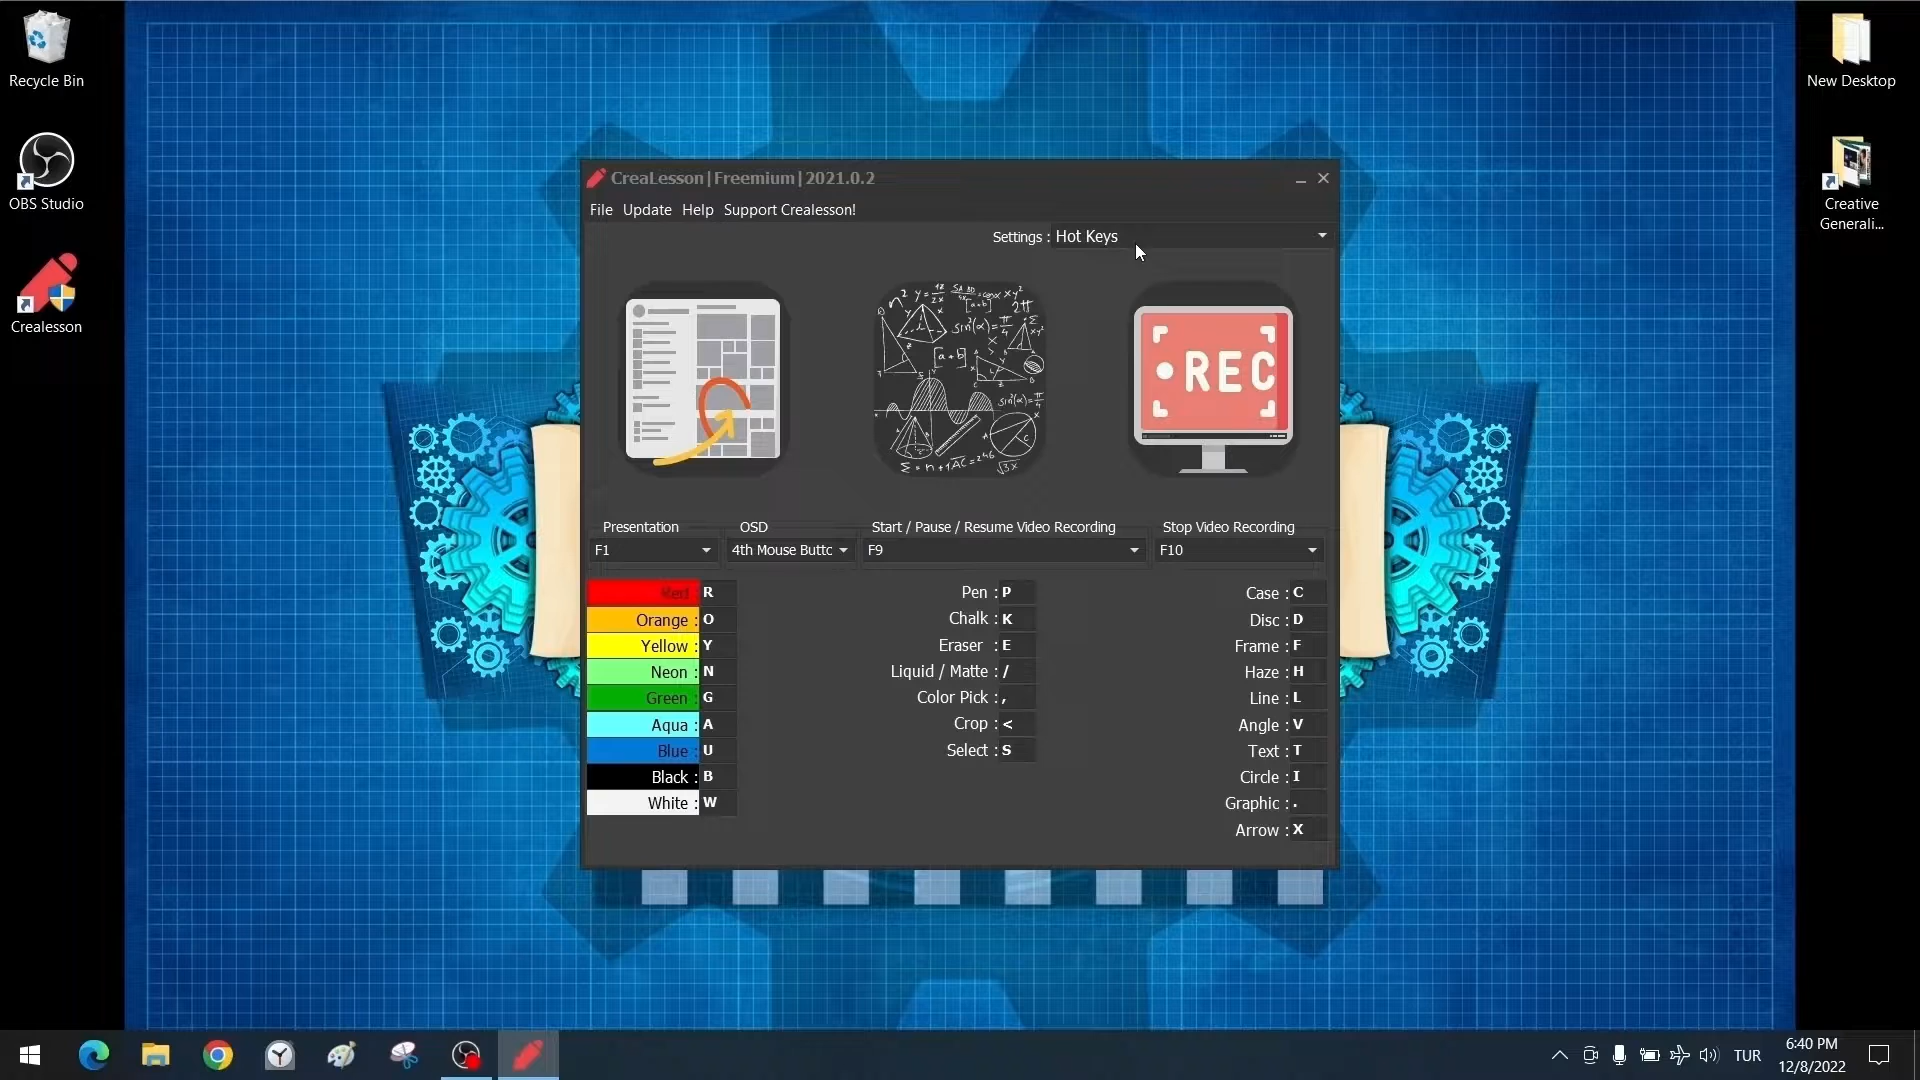 Recycle Bin
OBS Studio
Crealesson
New Desktop
Creative
Generali...
CreaLesson|Freemium|2021.0.2
File Update Help Support Crealesson!
Settings : Hot Keys
REC
Presentation OSD Start / Pause / Resume Video Recording Stop Video Recording
F1 4th Mouse Buttc F9 F10
Red : R
Orange : O
Yellow : Y
Neon : N
Green : G
Aqua : A
Blue : U
Black : B
White : W
Pen : P
Chalk : K
Eraser : E
Liquid / Matte : /
Color Pick : ,
Crop : <
Select : S
Case : C
Disc : D
Frame : F
Haze : H
Line : L
Angle : V
Text : T
Circle : I
Graphic : .
Arrow : X
TUR
6:40 PM
12/8/2022